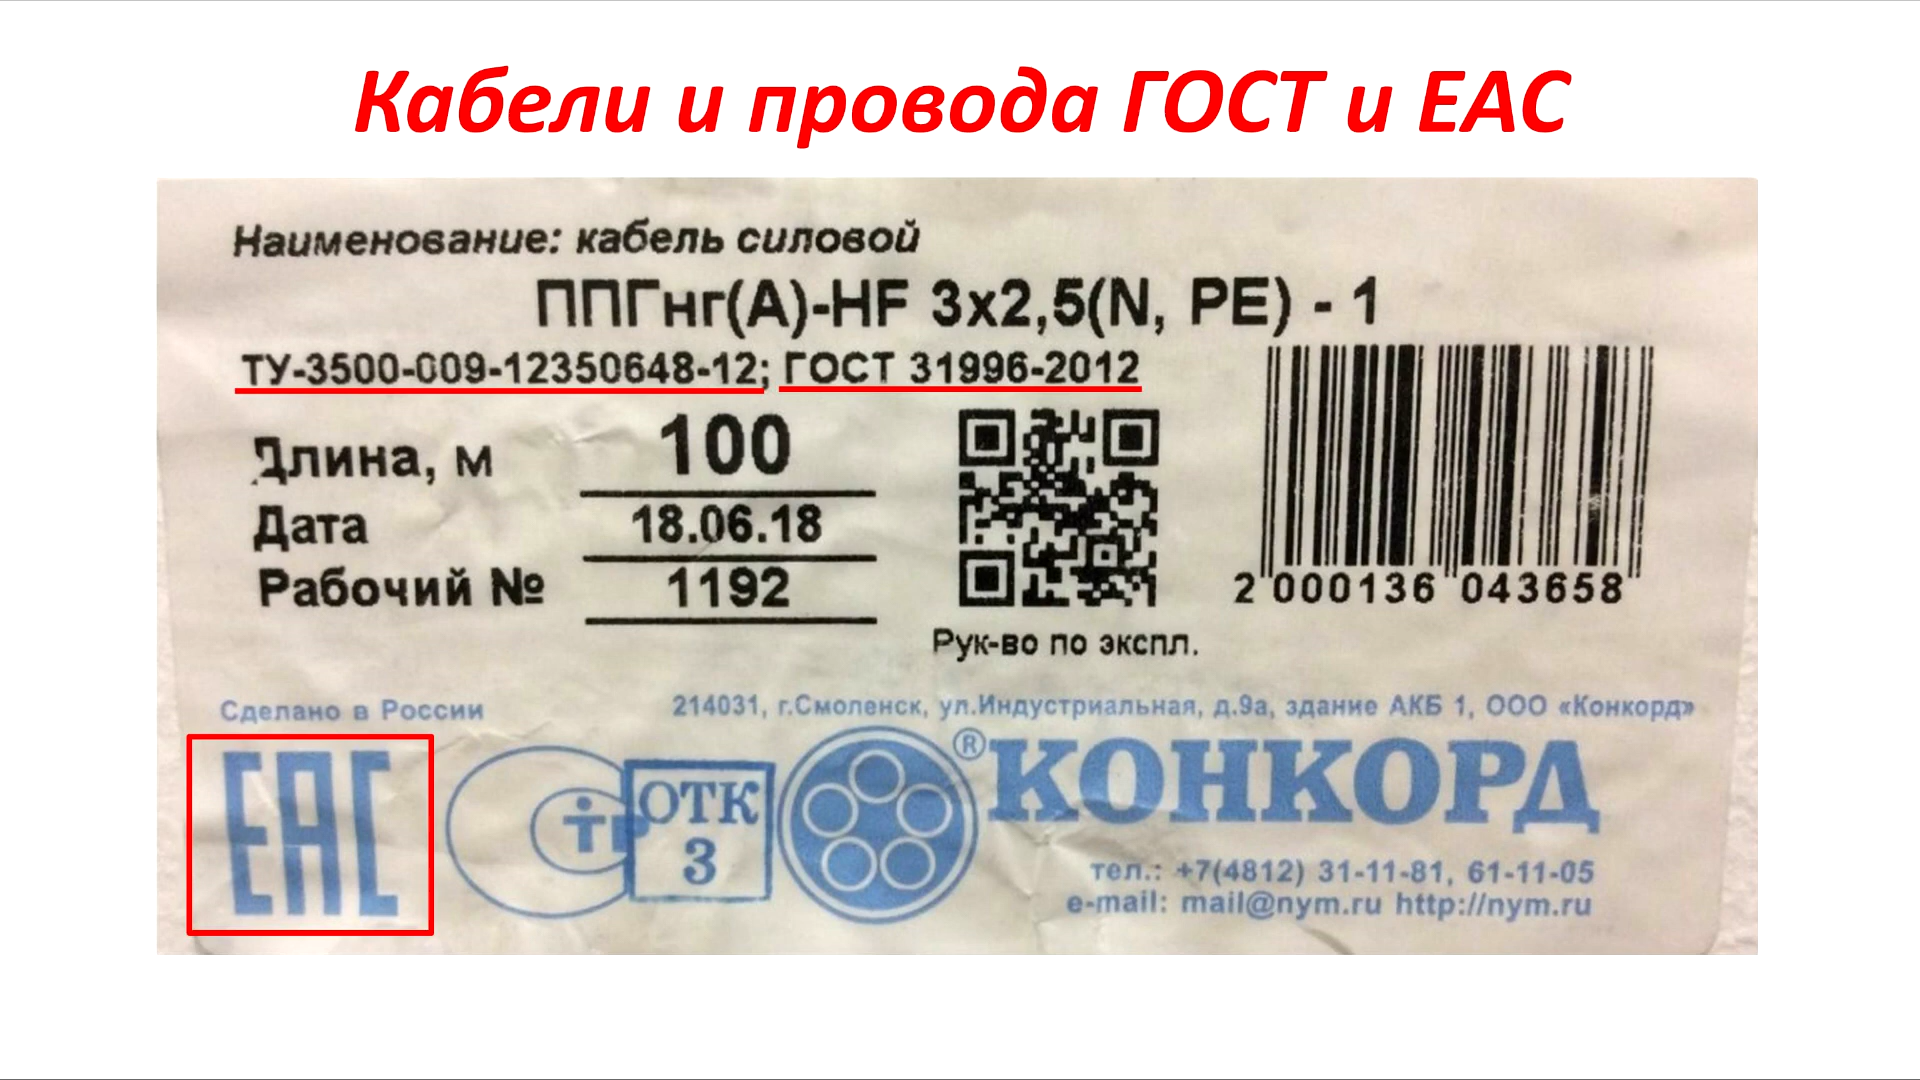 Кабели и провода ГОСТ и ЕАС
Наименование: кабель силовой
ППГнг(А)-HF 3х2,5(N, PE) - 1
ТУ-3500-009-12350648-12; ГОСТ 31996-2012
Длина, м 100
Дата 18.06.18
Рабочий № 1192
Рук-во по экспл.
2 000136 043658
Сделано в России
214031, г.Смоленск, ул.Индустриальная, д.9а, здание АКБ 1, ООО «Конкорд»
ЕАС
ОТК
3
®КОНКОРД
тел.: +7(4812) 31-11-81, 61-11-05
e-mail: mail@nym.ru http://nym.ru